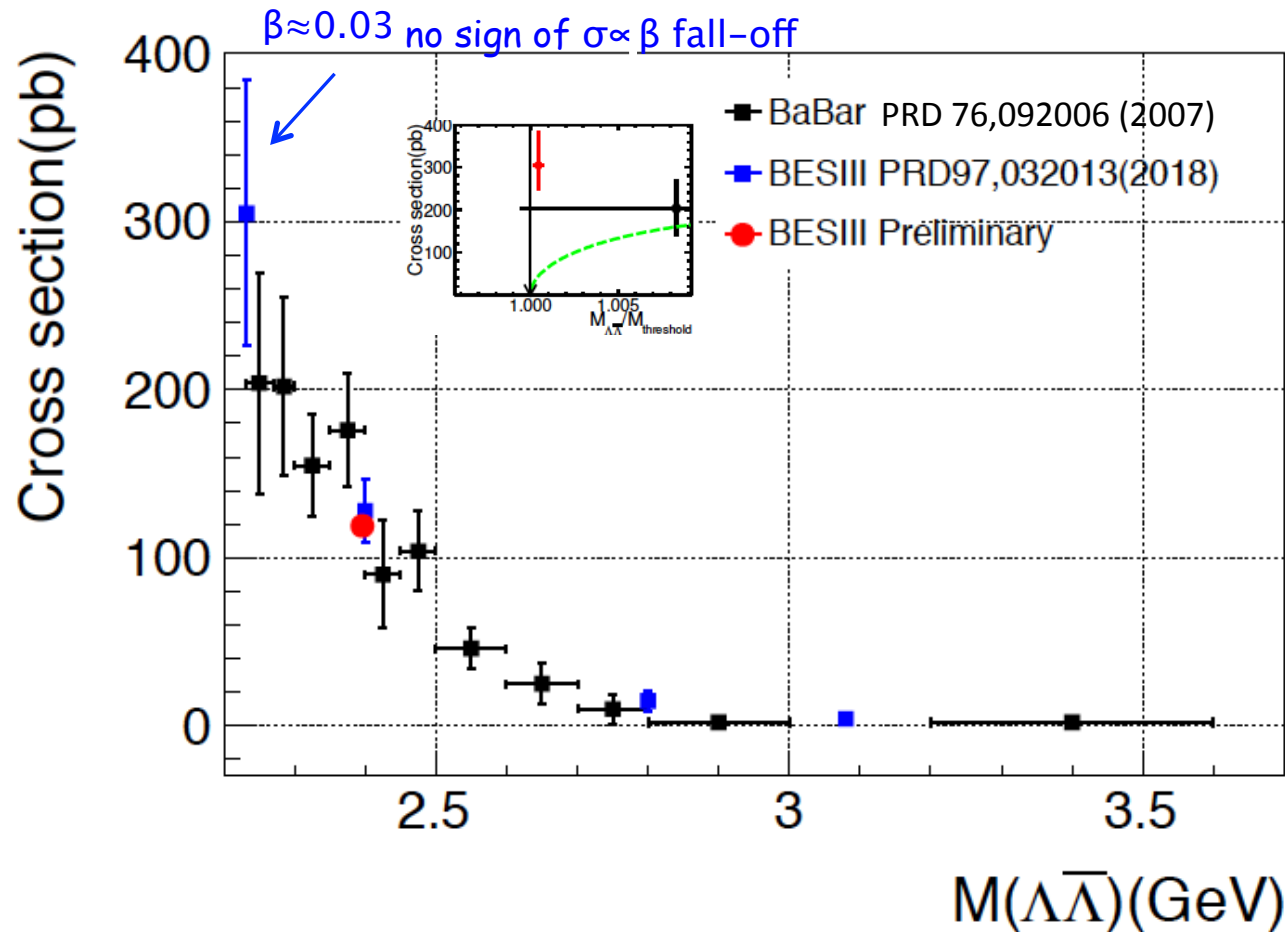 β≈0.03 no sign of σ∝β fall-off
Cross section(pb)
400
300
200
100
0
BaBar PRD 76,092006 (2007)
BESIII PRD97,032013(2018)
BESIII Preliminary
Cross section(pb)
400
300
200
100
1.000 1.005
M_ΛΛ̅/M_threshold
2.5 3 3.5
M(ΛΛ̅)(GeV)